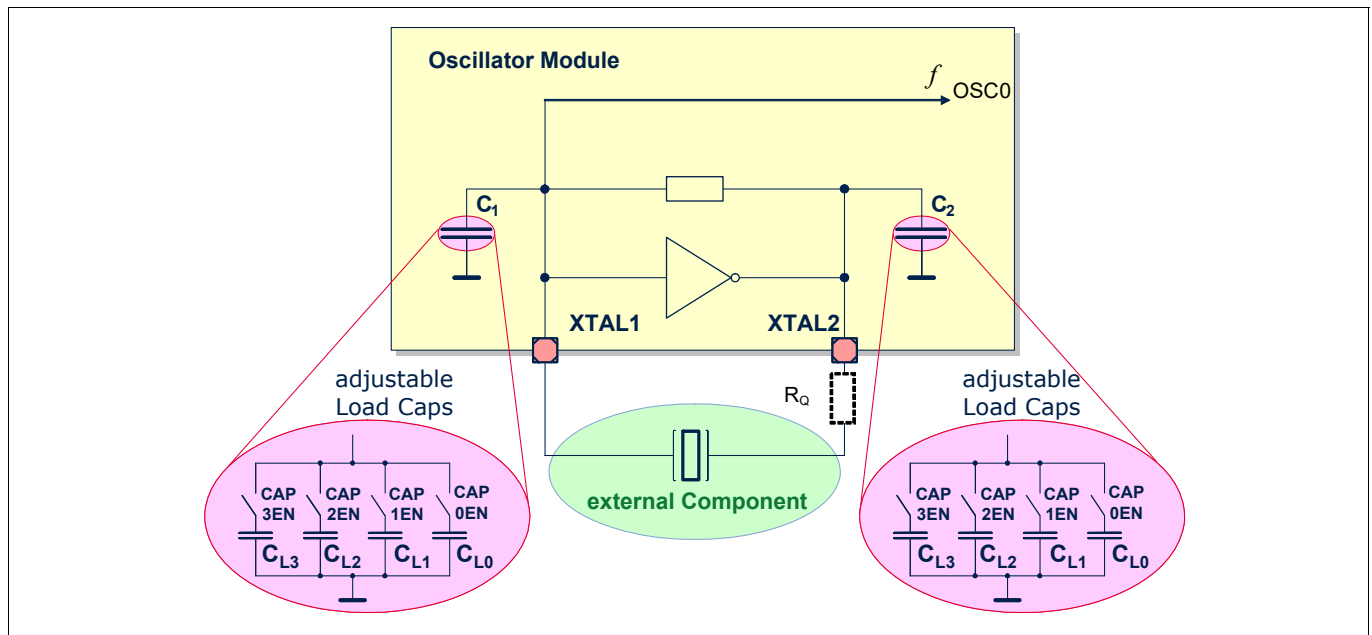 Oscillator Module
f OSC0
C1
C2
XTAL1
XTAL2
adjustable
Load Caps
RQ
adjustable
Load Caps
external Component
CAP CAP CAP CAP
3EN 2EN 1EN 0EN
CL3 CL2 CL1 CL0
CAP CAP CAP CAP
3EN 2EN 1EN 0EN
CL3 CL2 CL1 CL0